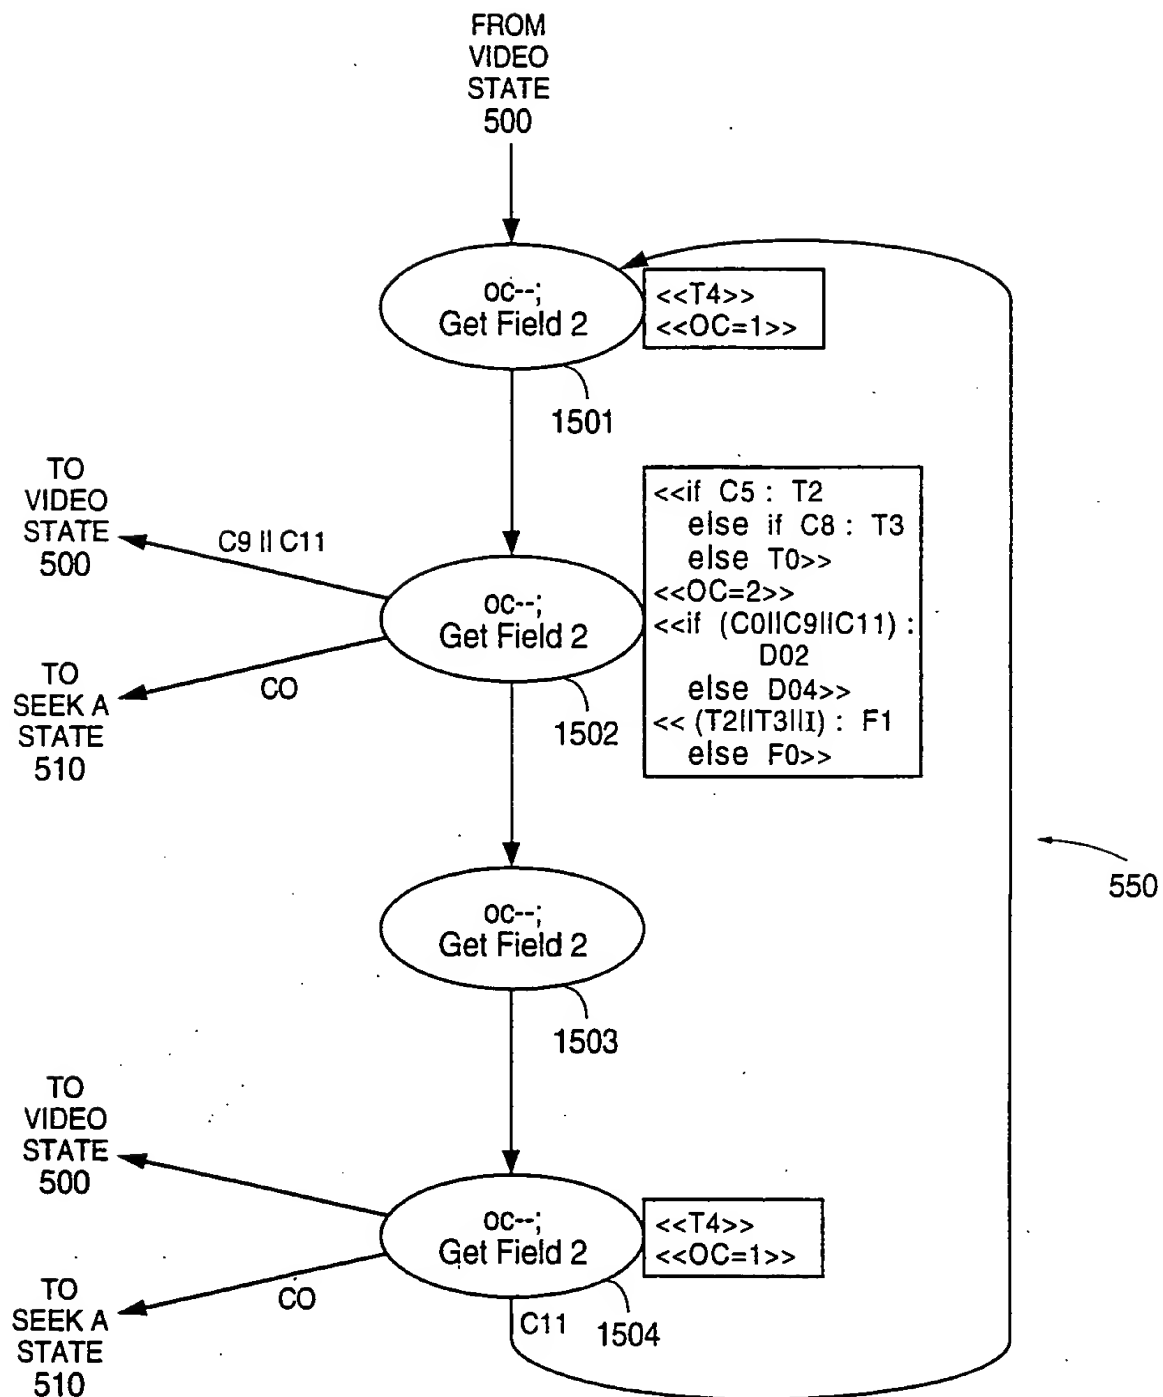 FROM
VIDEO
STATE
500
oc--;
Get Field 2
<<T4>>
<<OC=1>>
1501
TO
VIDEO
STATE
500
C9 || C11
oc--;
Get Field 2
<<if C5 : T2
else if C8 : T3
else T0>>
<<OC=2>>
<<if (C0||C9||C11) :
D02
else D04>>
<< (T2||T3||I) : F1
else F0>>
TO
SEEK A
STATE
510
CO
1502
550
oc--;
Get Field 2
1503
TO
VIDEO
STATE
500
oc--;
Get Field 2
<<T4>>
<<OC=1>>
TO
SEEK A
STATE
510
CO
C11
1504